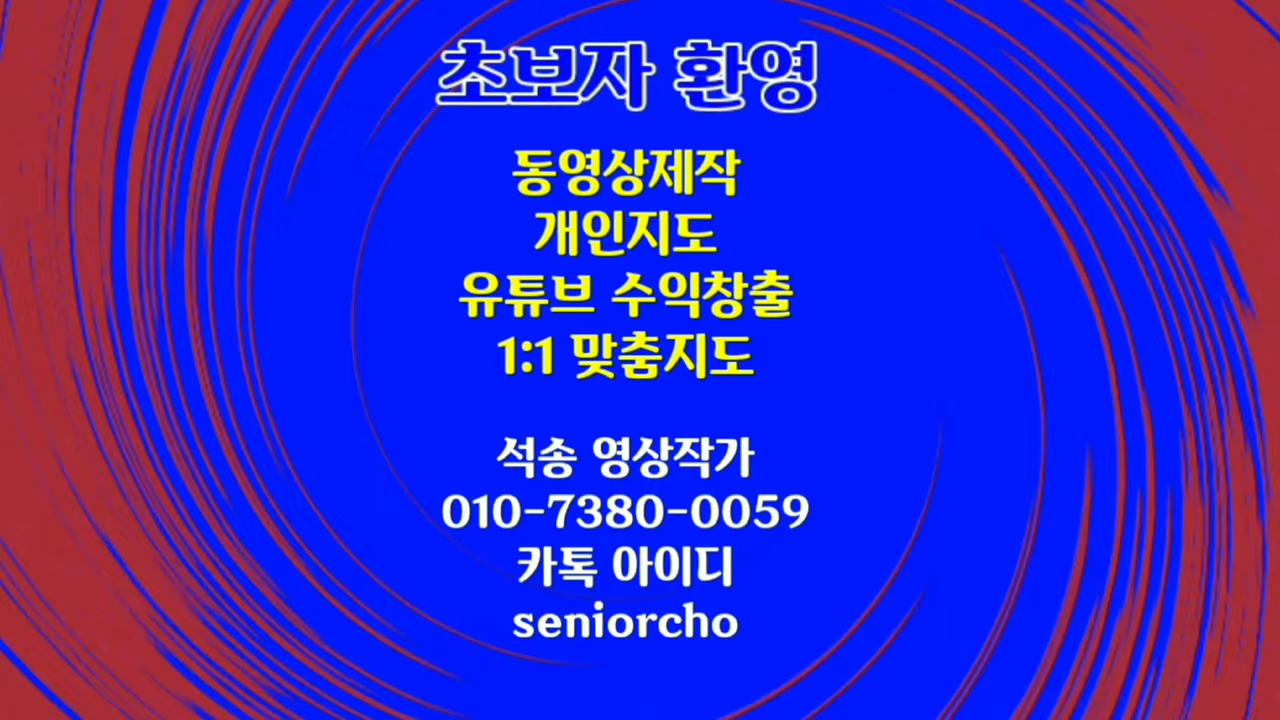 초보자 환영
동영상제작
개인지도
유튜브 수익창출
1:1 맞춤지도
석송 영상작가
010-7380-0059
카톡 아이디
seniorcho